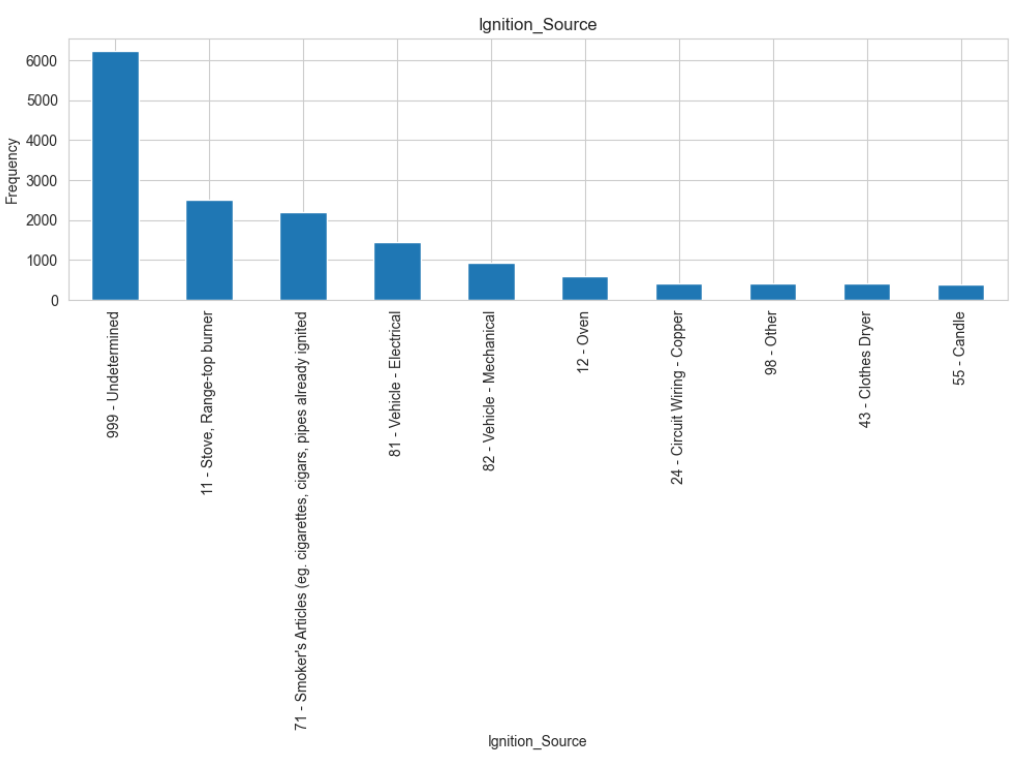 Ignition_Source
Frequency
6000
5000
4000
3000
2000
1000
0
999 - Undetermined
11 - Stove, Range-top burner
71 - Smoker's Articles (eg. cigarettes, cigars, pipes already ignited
81 - Vehicle - Electrical
82 - Vehicle - Mechanical
12 - Oven
24 - Circuit Wiring - Copper
98 - Other
43 - Clothes Dryer
55 - Candle
Ignition_Source